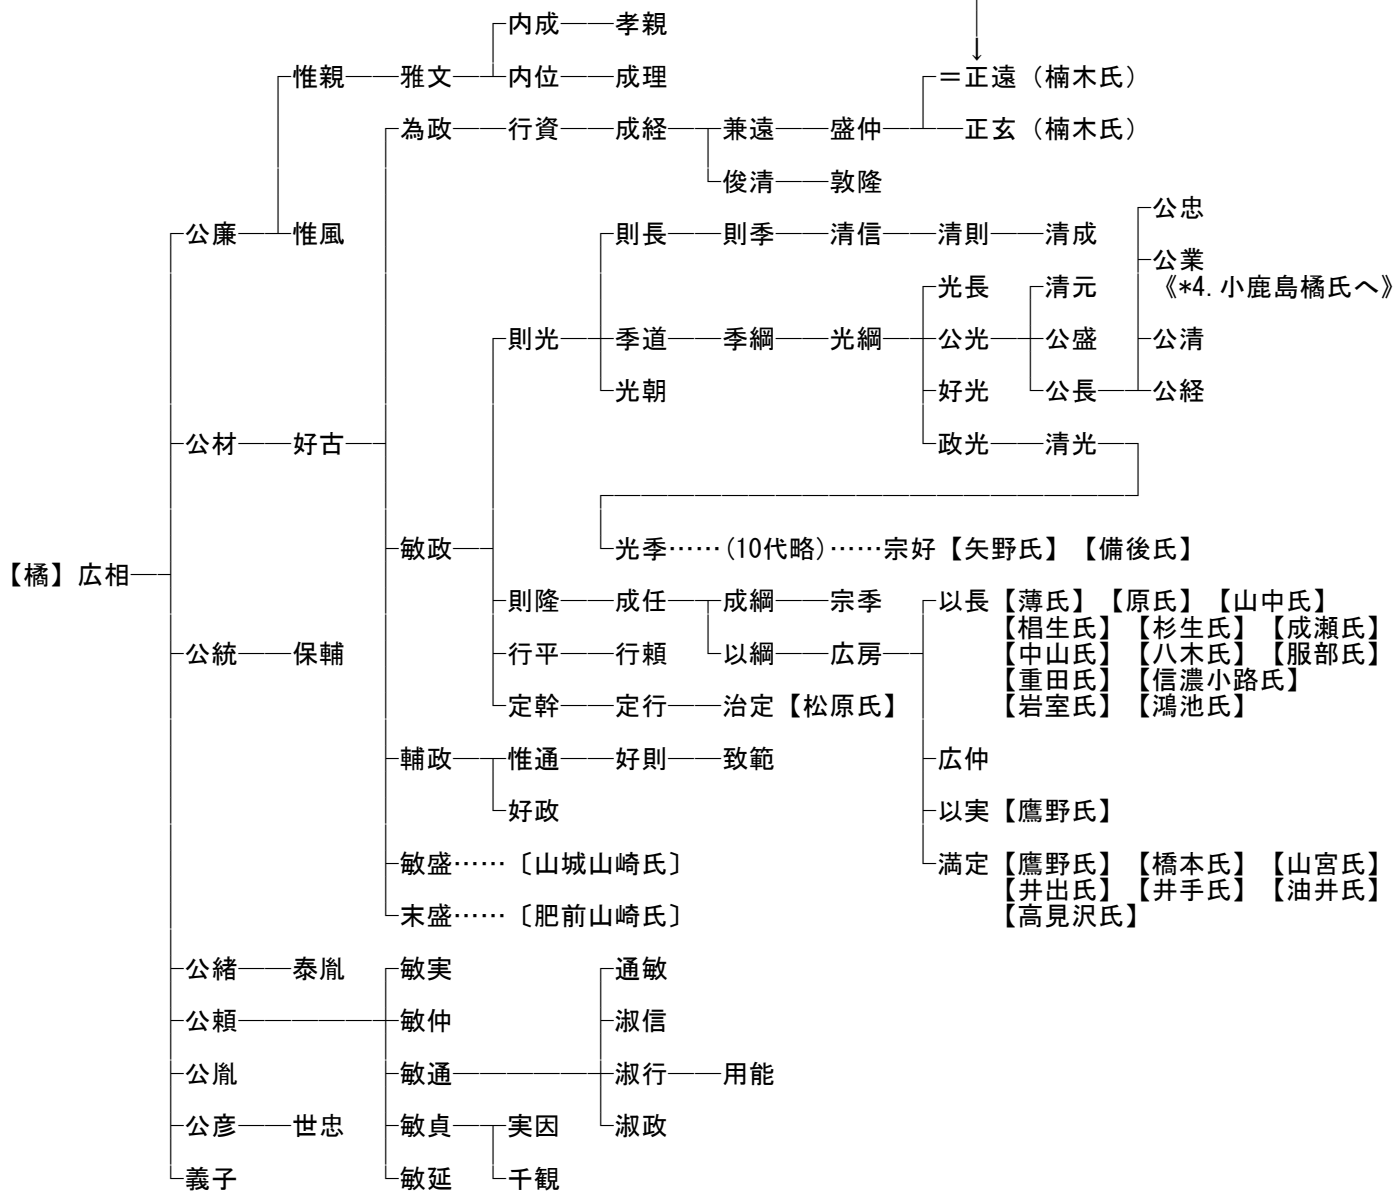 内成 孝親
惟親 雅文 内位 成理 =正遠(楠木氏)
為政 行資 成経 兼遠 盛仲 正玄(楠木氏)
俊清 敦隆
公忠
公廉 惟風 則長 則季 清信 清則 清成
公業
光長 清元 《*4.小鹿島橘氏へ》
則光 季道 季綱 光綱 公光 公盛 公清
光朝 好光 公長 公経
公材 好古 政光 清光
敏政 光季……(10代略)……宗好【矢野氏】【備後氏】
【橘】広相
則隆 成任 成綱 宗季 以長【薄氏】【原氏】【山中氏】
【椙生氏】【杉生氏】【成瀬氏】
公統 保輔 行平 行頼 以綱 広房 【中山氏】【八木氏】【服部氏】
【重田氏】【信濃小路氏】
定幹 定行 治定【松原氏】 【岩室氏】【鴻池氏】
輔政 惟通 好則 致範 広仲
好政 以実【鷹野氏】
敏盛……〔山城山崎氏〕 満定【鷹野氏】【橋本氏】【山宮氏】
【井出氏】【井手氏】【油井氏】
末盛……〔肥前山崎氏〕 【高見沢氏】
公緒 泰胤 敏実 通敏
公頼 敏仲 淑信
公胤 敏通 淑行 用能
公彦 世忠 敏貞 実因 淑政
義子 敏延 千観